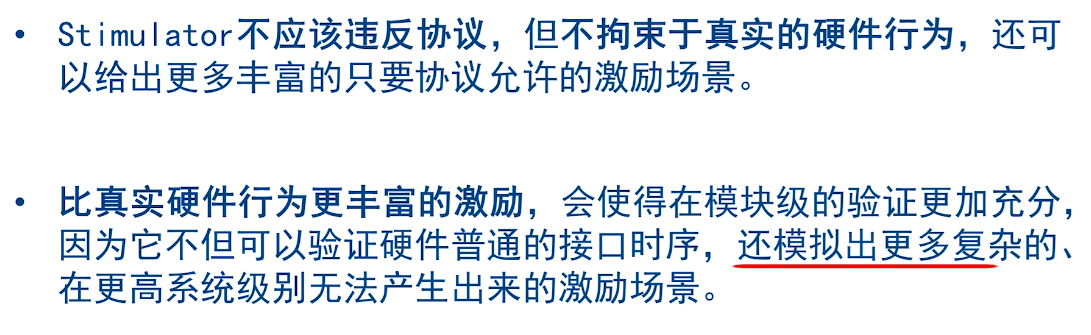 • Stimulator不应该违反协议，但不拘束于真实的硬件行为，还可
以给出更多丰富的只要协议允许的激励场景。
• 比真实硬件行为更丰富的激励，会使得在模块级的验证更加充分，
因为它不但可以验证硬件普通的接口时序，还模拟出更多复杂的、
在更高系统级别无法产生出来的激励场景。